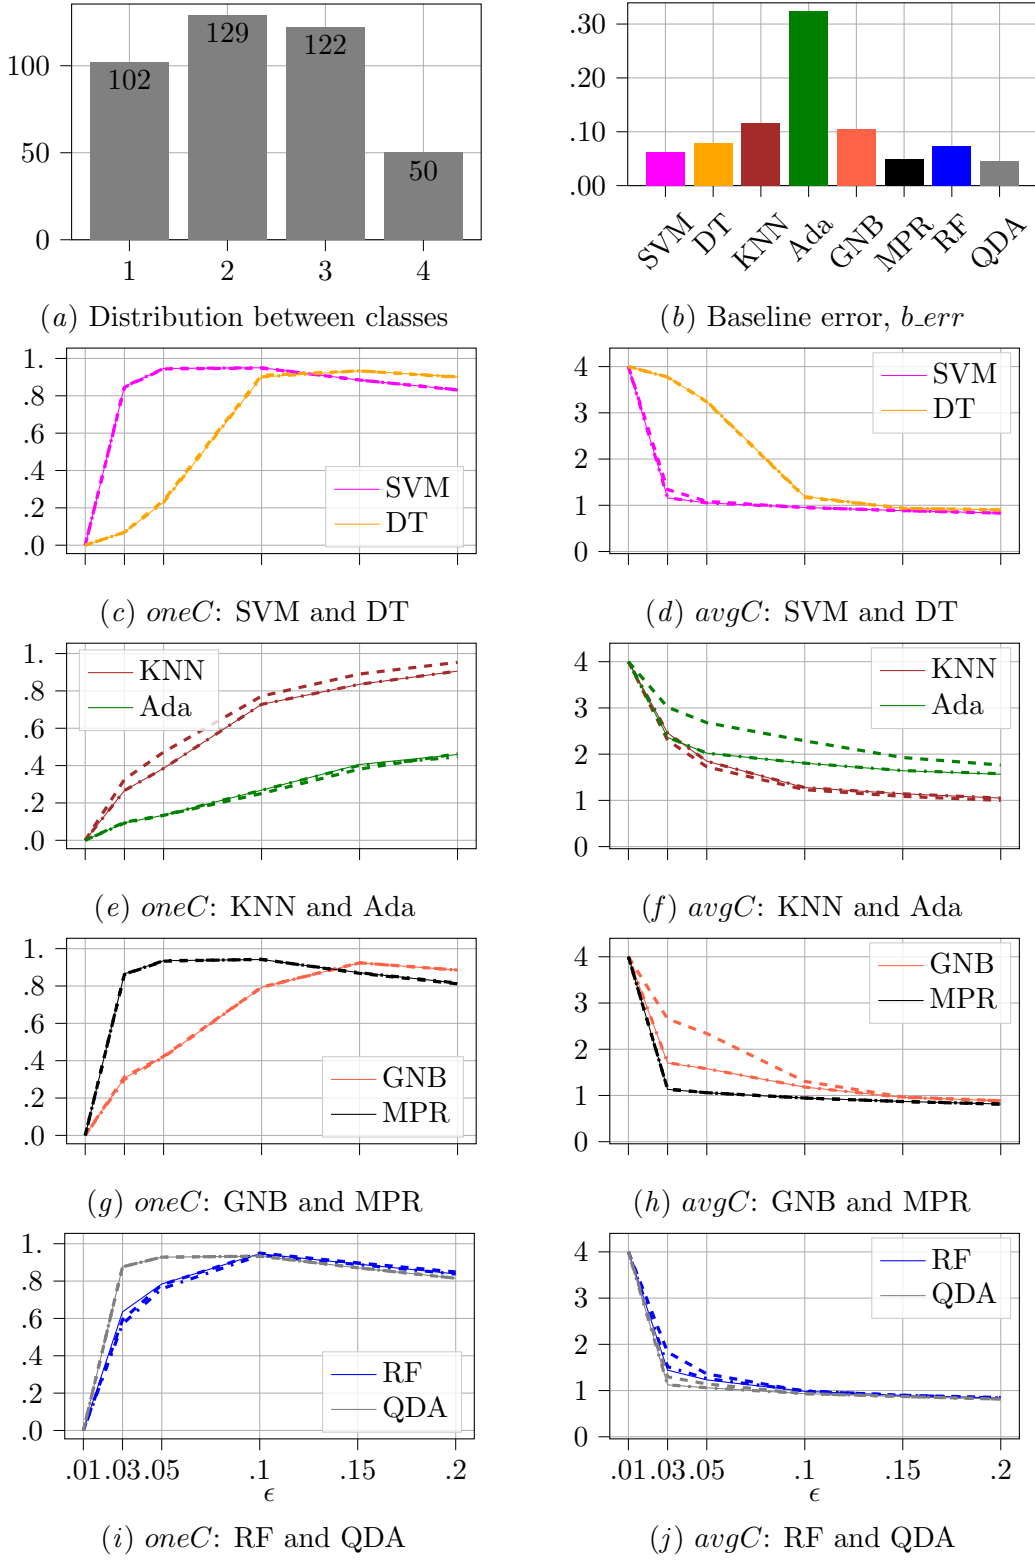 100
50
0
102
129
122
50
1 2 3 4
(a) Distribution between classes
.30
.20
.10
.00
SVM DT KNN Ada GNB MPR RF QDA
(b) Baseline error, b_err
1.
.8
.6
.4
.2
.0
SVM
DT
(c) oneC: SVM and DT
4
3
2
1
0
SVM
DT
(d) avgC: SVM and DT
1.
.8
.6
.4
.2
.0
KNN
Ada
(e) oneC: KNN and Ada
4
3
2
1
0
KNN
Ada
(f) avgC: KNN and Ada
1.
.8
.6
.4
.2
.0
GNB
MPR
(g) oneC: GNB and MPR
4
3
2
1
0
GNB
MPR
(h) avgC: GNB and MPR
1.
.8
.6
.4
.2
.0
RF
QDA
.01 .03 .05 .1 .15 .2
ϵ
(i) oneC: RF and QDA
4
3
2
1
0
RF
QDA
.01 .03 .05 .1 .15 .2
ϵ
(j) avgC: RF and QDA